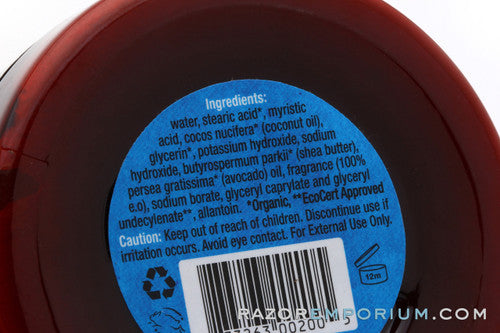 Ingredients:
water, stearic acid*, myristic
acid, cocos nucifera* (coconut oil),
glycerin*, potassium hydroxide, sodium
hydroxide, butyrospermum parkii* (shea butter),
persea gratissima* (avocado) oil, fragrance (100%
e.o), sodium borate, glyceryl caprylate and glyceryl
undecylenate**, allantoin. *Organic, **EcoCert Approved
Caution: Keep out of reach of children. Discontinue use if
irritation occurs. Avoid eye contact. For External Use Only.
12m
00200 5
RAZOREMPORIUM.COM